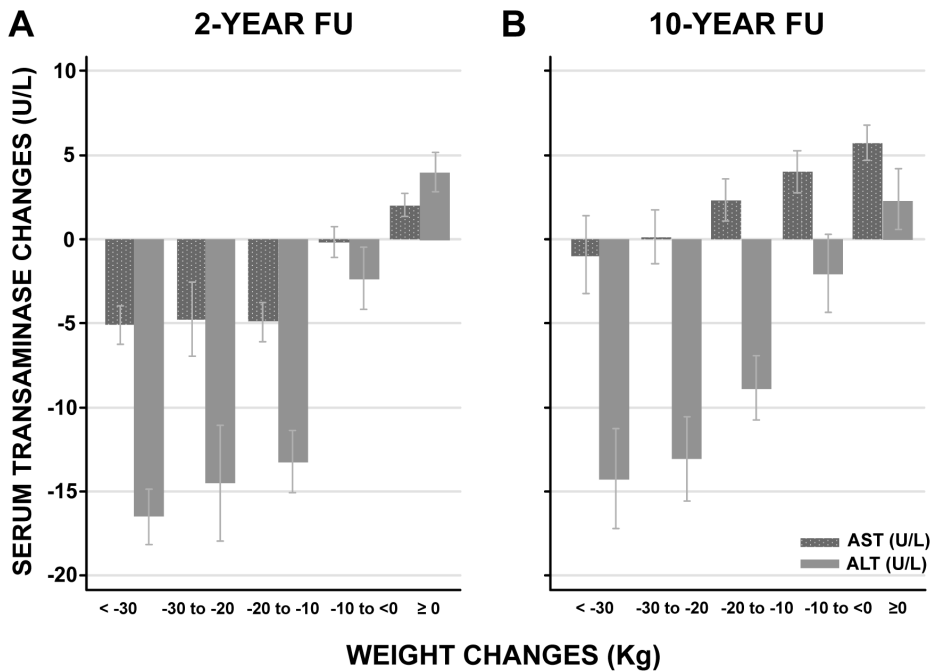 A 2-YEAR FU
B 10-YEAR FU
SERUM TRANSAMINASE CHANGES (U/L)
10
5
0
-5
-10
-15
-20
AST (U/L)
ALT (U/L)
< -30 -30 to -20 -20 to -10 -10 to <0 ≥ 0
< -30 -30 to -20 -20 to -10 -10 to <0 ≥0
WEIGHT CHANGES (Kg)